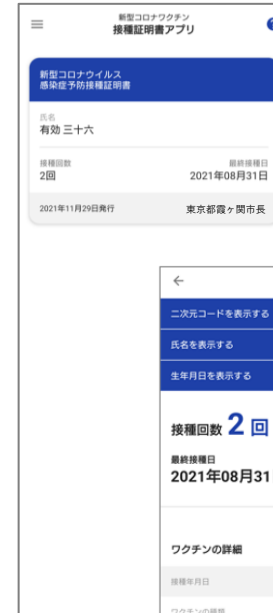 新型コロナワクチン
接種証明書アプリ
新型コロナウイルス
感染症予防接種証明書
氏名
有効 三十六
接種回数
最終接種日
2回
2021年08月31日
2021年11月29日発行
東京都霞ヶ関市長
二次元コードを表示する
氏名を表示する
生年月日を表示する
接種回数 2 回
最終接種日
2021年08月31
ワクチンの詳細
接種年月日
ワクチンの種類